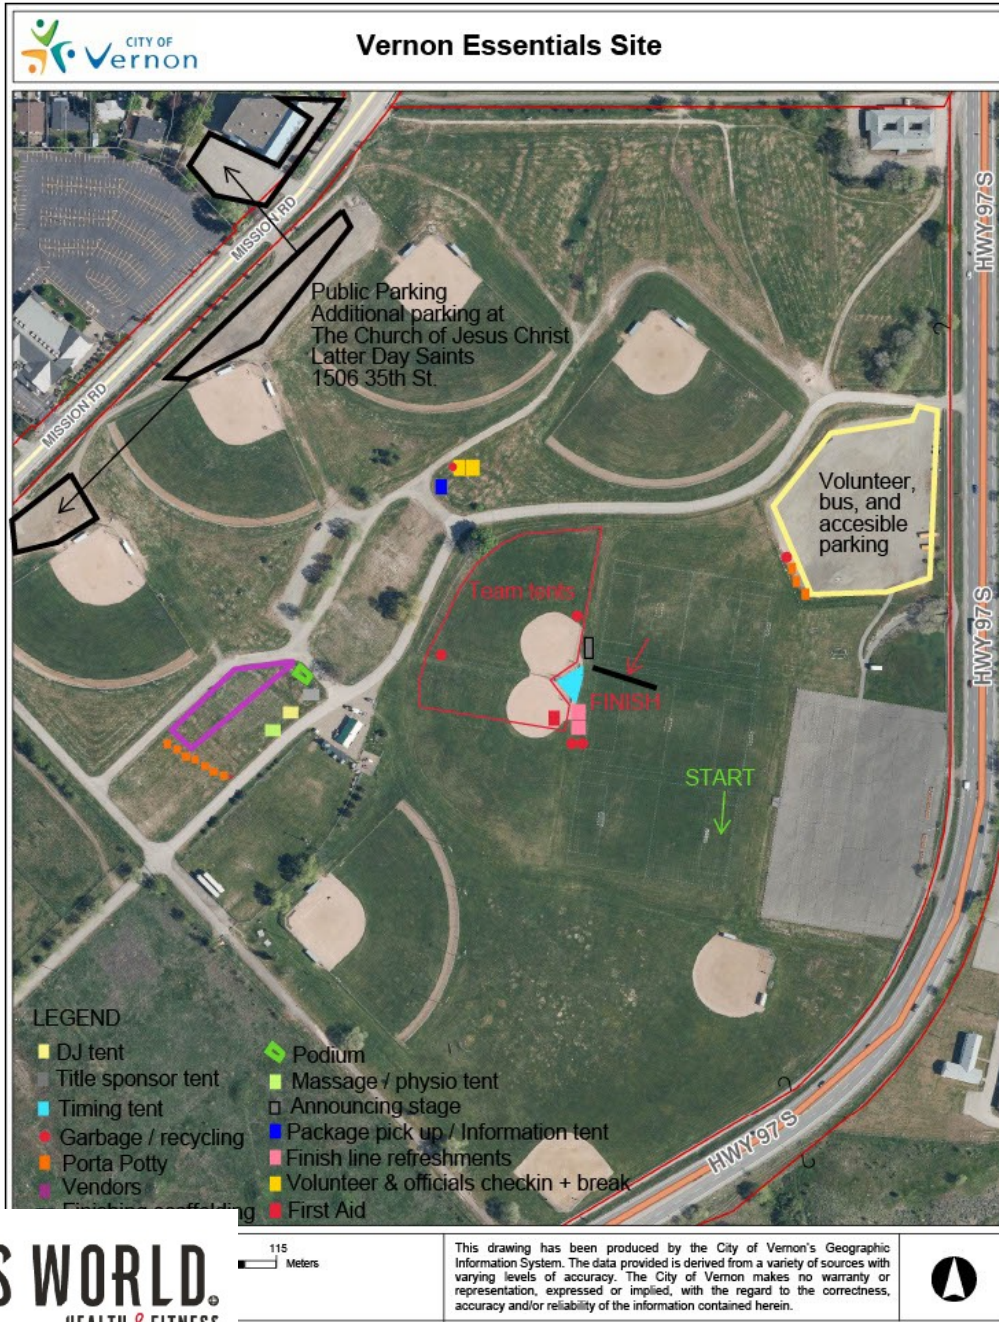 CITY OF
Vernon
Vernon Essentials Site
HWY 97 S
MISSION RD
Public Parking
Additional parking at
The Church of Jesus Christ
Latter Day Saints
1506 35th St.
MISSION RD
Volunteer,
bus, and
accesible
parking
Team tents
HWY 97 S
FINISH
START
LEGEND
DJ tent
Title sponsor tent
Timing tent
Garbage / recycling
Porta Potty
Vendors
Finishing scaffolding
Podium
Massage / physio tent
Announcing stage
Package pick up / Information tent
Finish line refreshments
Volunteer & officials checkin + break
First Aid
HWY 97 S
S WORLD
HEALTH & FITNESS
115
Meters
This drawing has been produced by the City of Vernon's Geographic
Information System. The data provided is derived from a variety of sources with
varying levels of accuracy. The City of Vernon makes no warranty or
representation, expressed or implied, with the regard to the correctness,
accuracy and/or reliability of the information contained herein.